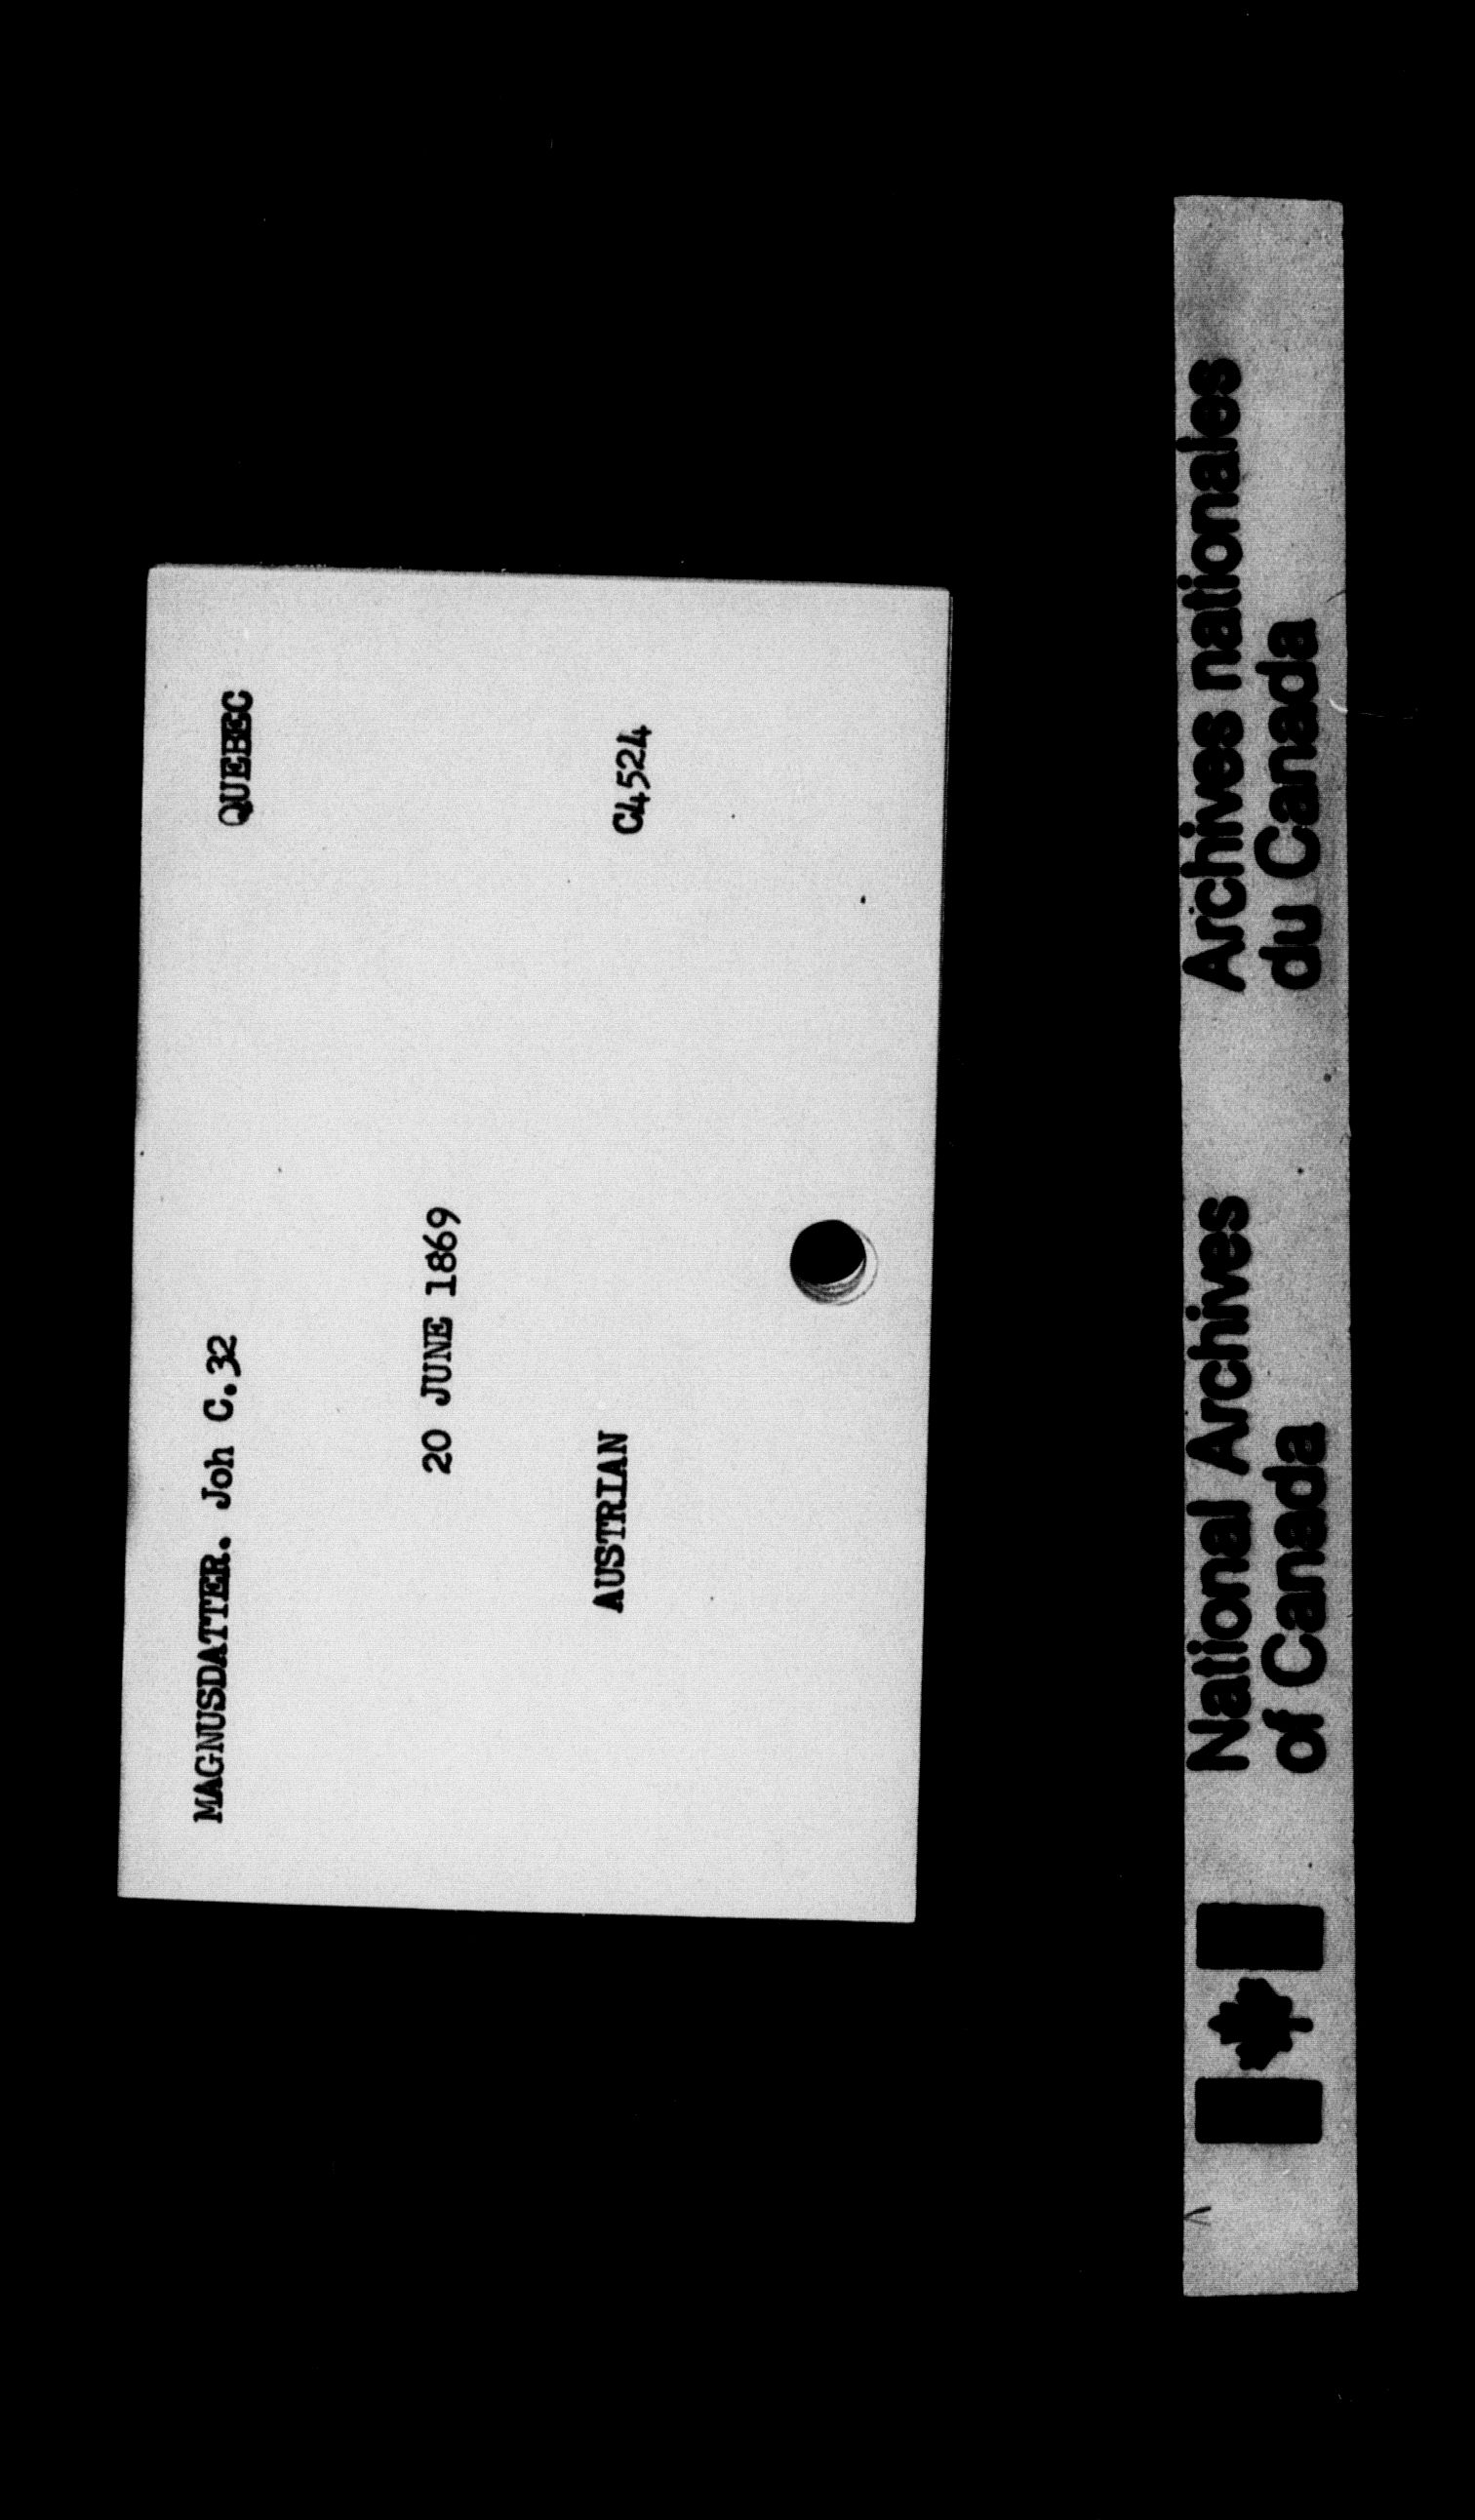 MAGNUSDATTER. Joh C.32 QUEBEC
20 JUNE 1869
AUSTRIAN C4524
National Archives
of Canada
Archives nationales
du Canada